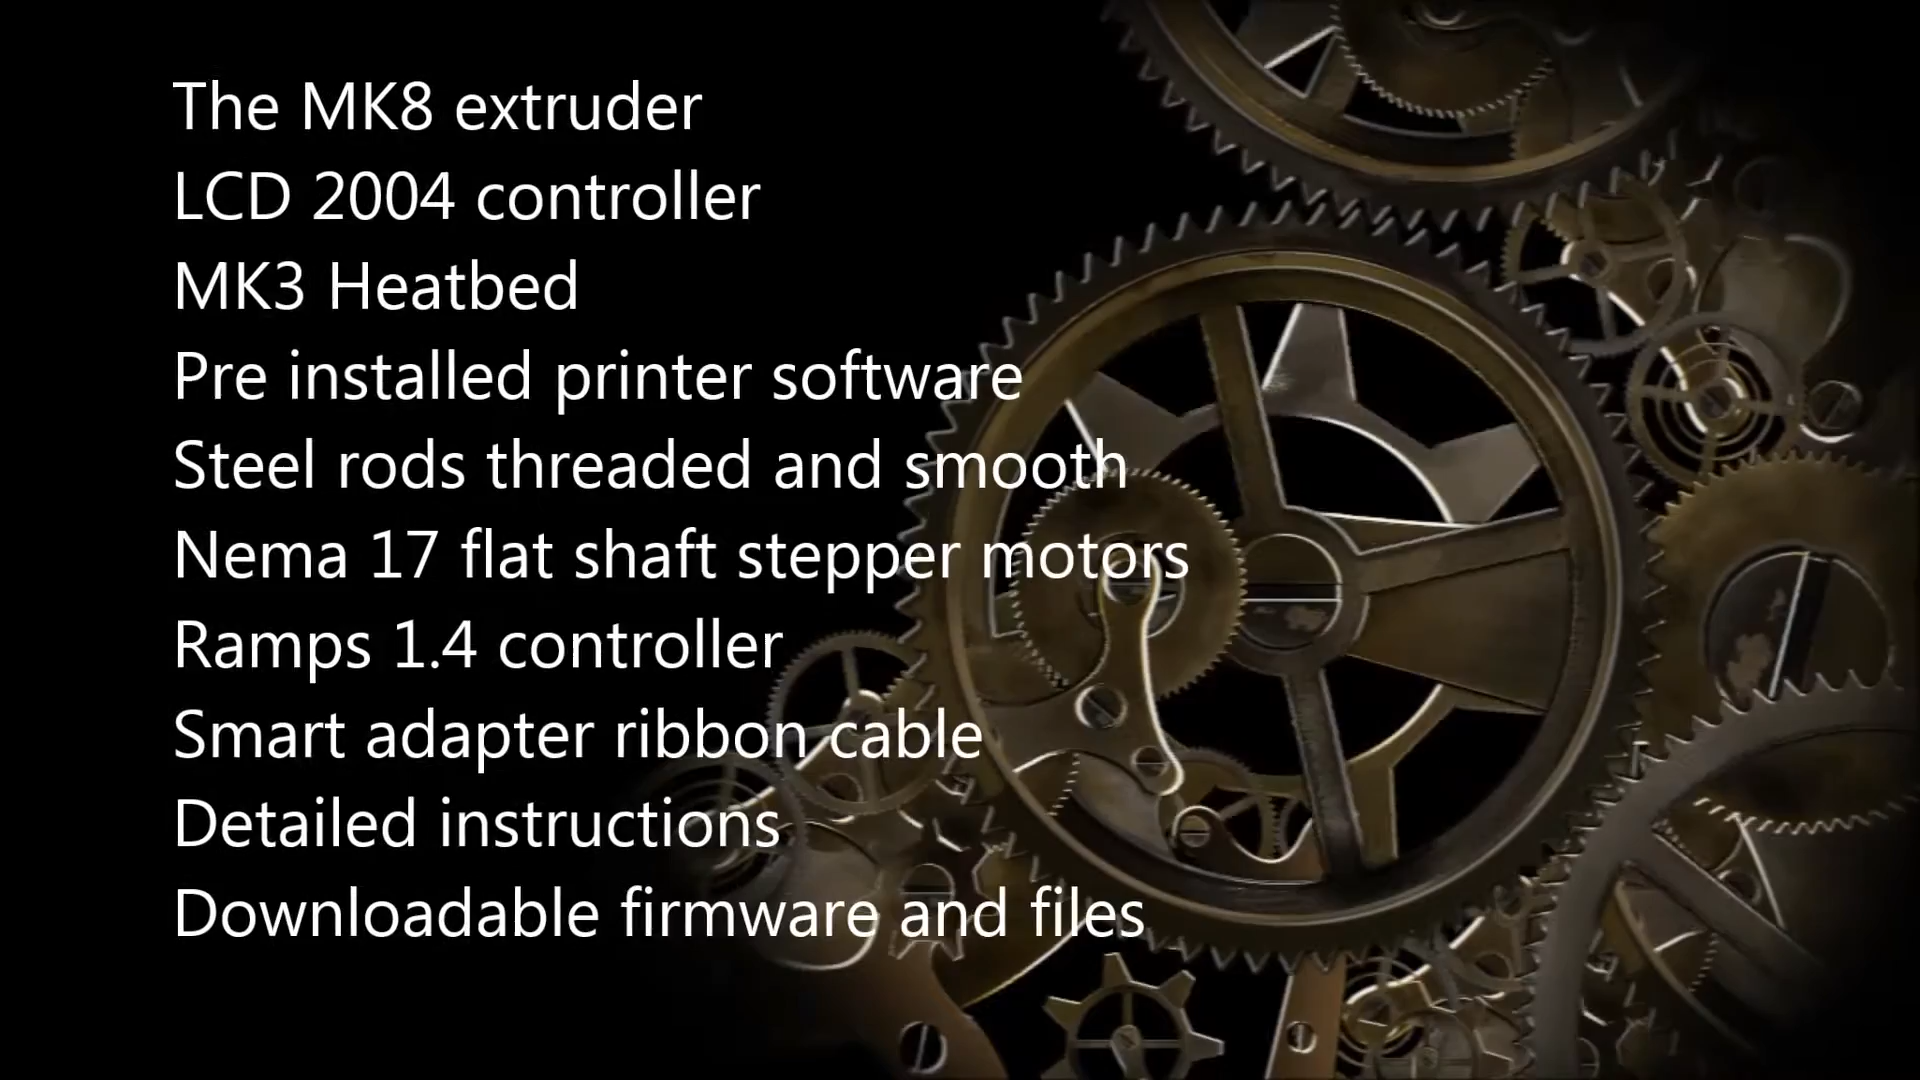 The MK8 extruder
LCD 2004 controller
MK3 Heatbed
Pre installed printer software
Steel rods threaded and smooth
Nema 17 flat shaft stepper motors
Ramps 1.4 controller
Smart adapter ribbon cable
Detailed instructions
Downloadable firmware and files